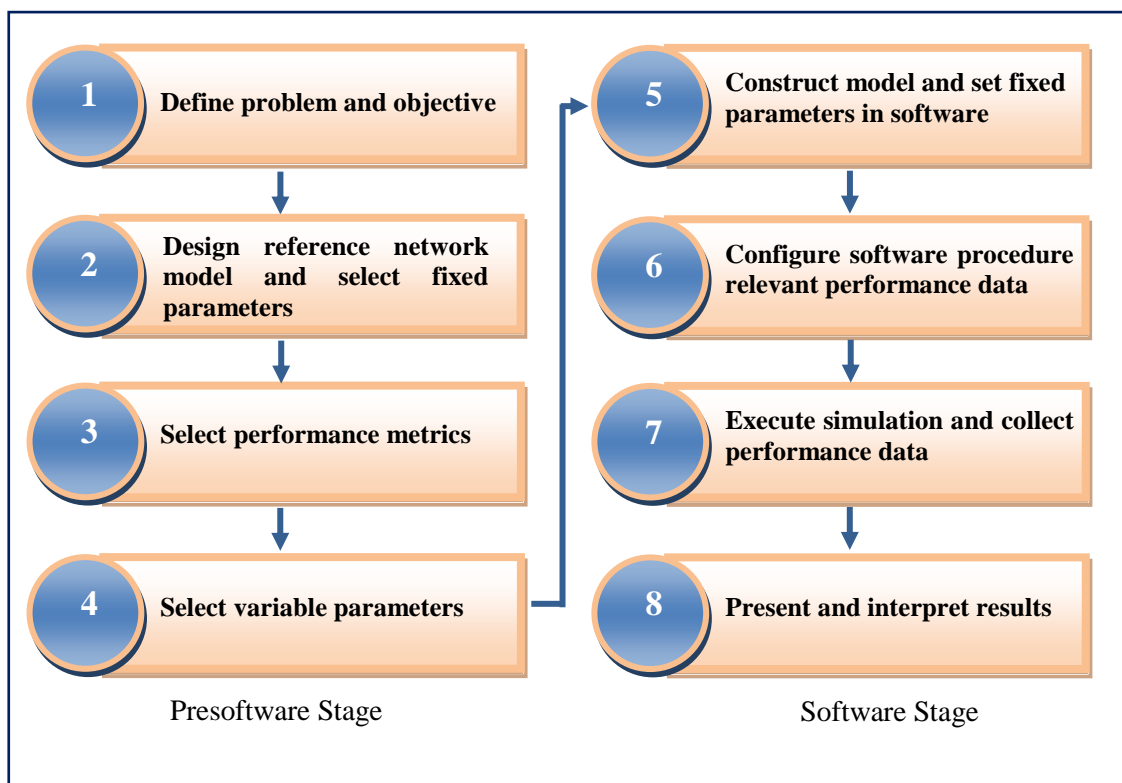 1
Define problem and objective
2
Design reference network
model and select fixed
parameters
3
Select performance metrics
4
Select variable parameters
Presoftware Stage
5
Construct model and set fixed
parameters in software
6
Configure software procedure
relevant performance data
7
Execute simulation and collect
performance data
8
Present and interpret results
Software Stage